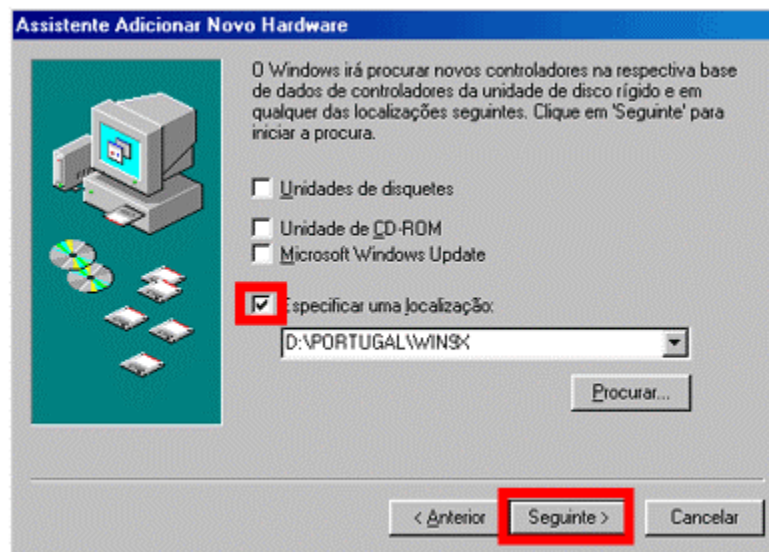 Assistente Adicionar Novo Hardware
O Windows irá procurar novos controladores na respectiva base
de dados de controladores da unidade de disco rígido e em
qualquer das localizações seguintes. Clique em 'Seguinte' para
iniciar a procura.
Unidades de disquetes
Unidade de CD-ROM
Microsoft Windows Update
Especificar uma localização:
D:\PORTUGAL\WIN9X
Procurar...
< Anterior
Seguinte >
Cancelar